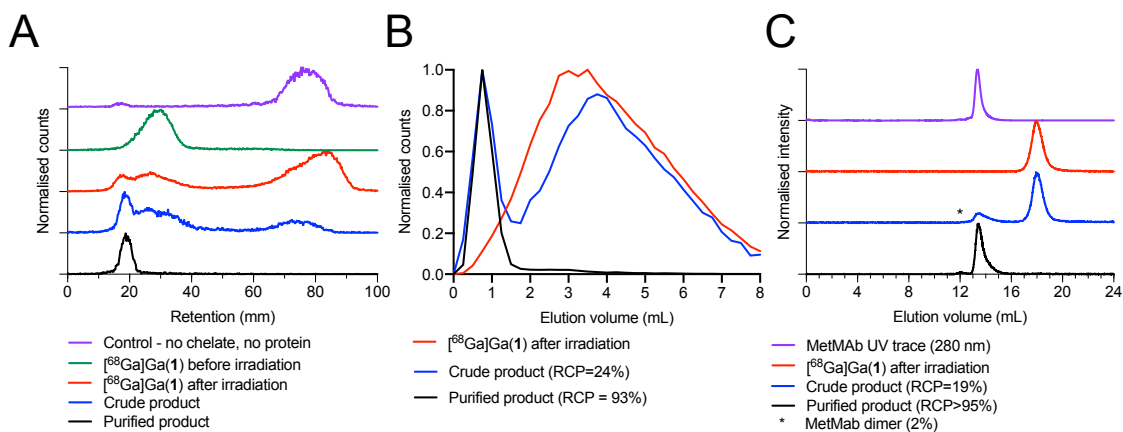 A
Normalised counts
0 20 40 60 80 100
Retention (mm)
Control - no chelate, no protein
[⁶⁸Ga]Ga(1) before irradiation
[⁶⁸Ga]Ga(1) after irradiation
Crude product
Purified product
B
Normalised counts
1.0
0.8
0.6
0.4
0.2
0.0
0 1 2 3 4 5 6 7 8
Elution volume (mL)
[⁶⁸Ga]Ga(1) after irradiation
Crude product (RCP=24%)
Purified product (RCP = 93%)
C
Normalised intensity
*
0 6 12 18 24
Elution volume (mL)
MetMAb UV trace (280 nm)
[⁶⁸Ga]Ga(1) after irradiation
Crude product (RCP=19%)
Purified product (RCP>95%)
* MetMab dimer (2%)